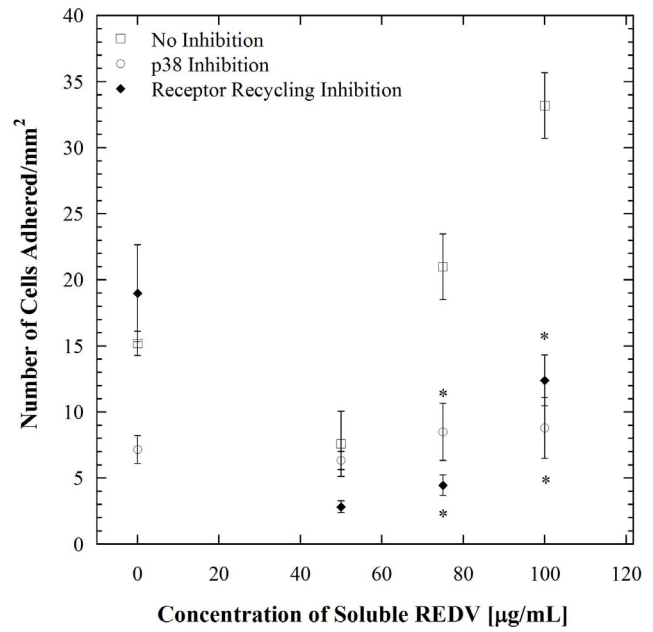 40
35
30
25
20
15
10
5
0
Number of Cells Adhered/mm²
No Inhibition
p38 Inhibition
Receptor Recycling Inhibition
*
*
*
*
0 20 40 60 80 100 120
Concentration of Soluble REDV [µg/mL]